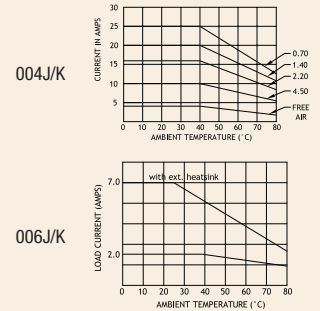 004J/K
CURRENT IN AMPS
30
25
20
15
10
5
0 10 20 30 40 50 60 70 80
AMBIENT TEMPERATURE (°C)
0.70
1.40
2.20
4.50
FREE
AIR
006J/K
LOAD CURRENT (AMPS)
7.0
2.0
with ext. heatsink
0 10 20 30 40 50 60 70 80
AMBIENT TEMPERATURE (°C)